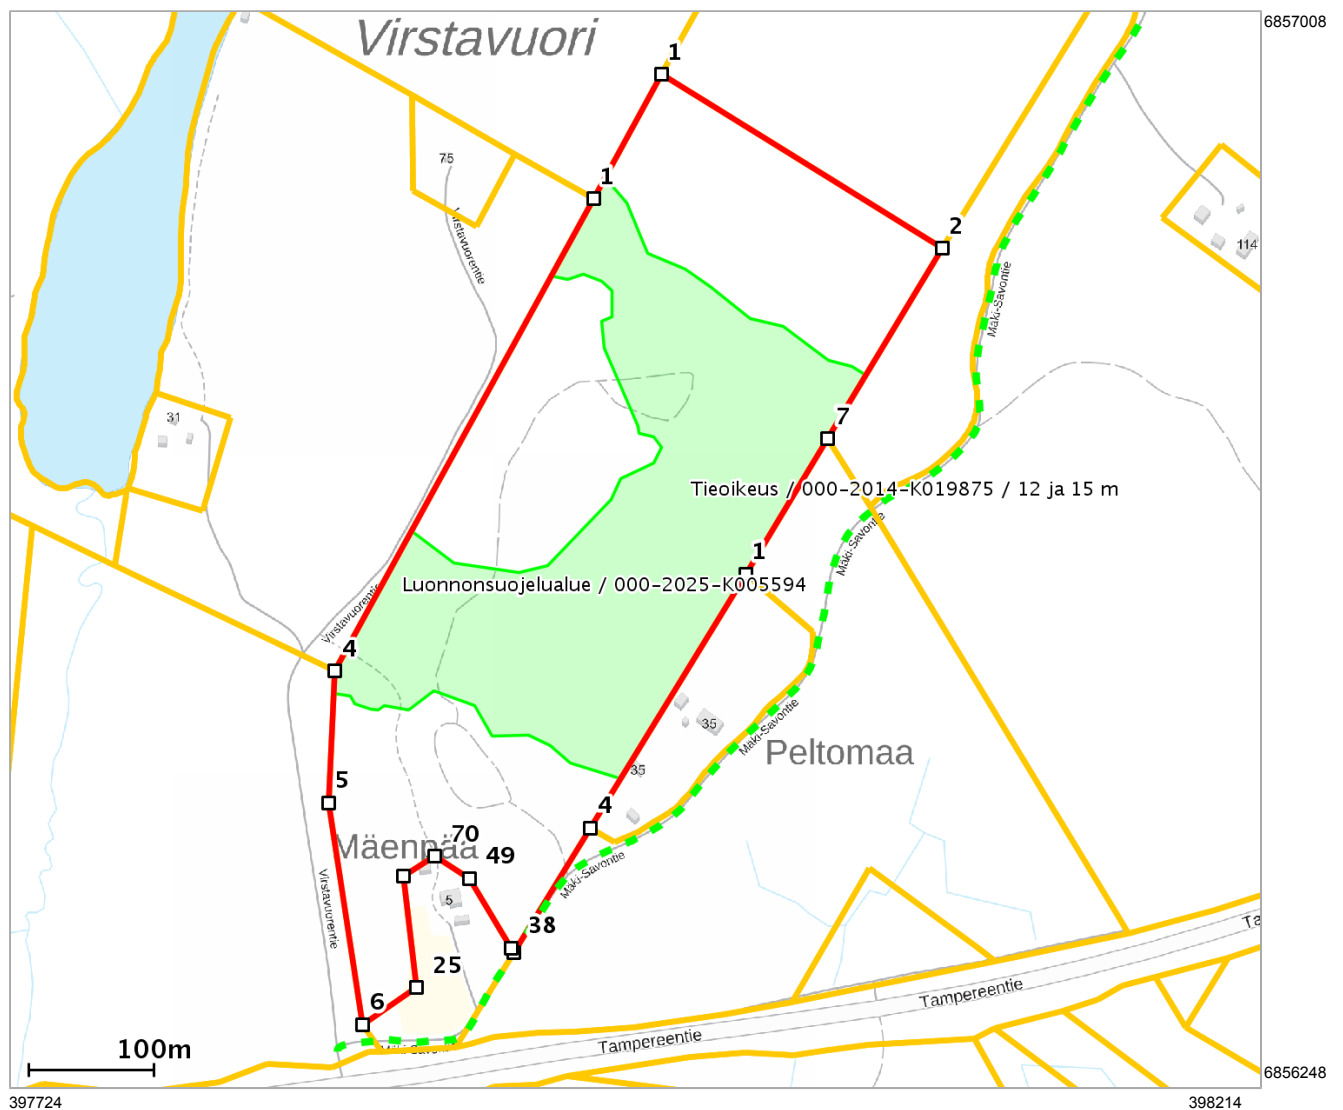 6857008
Virstavuori
1
75
1
2
114
Virstavuorentie
Mäki-Savontie
31
7
Tieoikeus / 000-2014-K019875 / 12 ja 15 m
Mäki-Savontie
1
Luonnonsuojelualue / 000-2025-K005594
Virstavuorentie
4
35
Mäki-Savontie
Peltomaa
35
5
4
70
Mäenpää
49
Mäki-Savontie
5
Virstavuorentie
38
Ta
25
6
Tampereentie
Tampereentie
100m
6856248
397724
398214